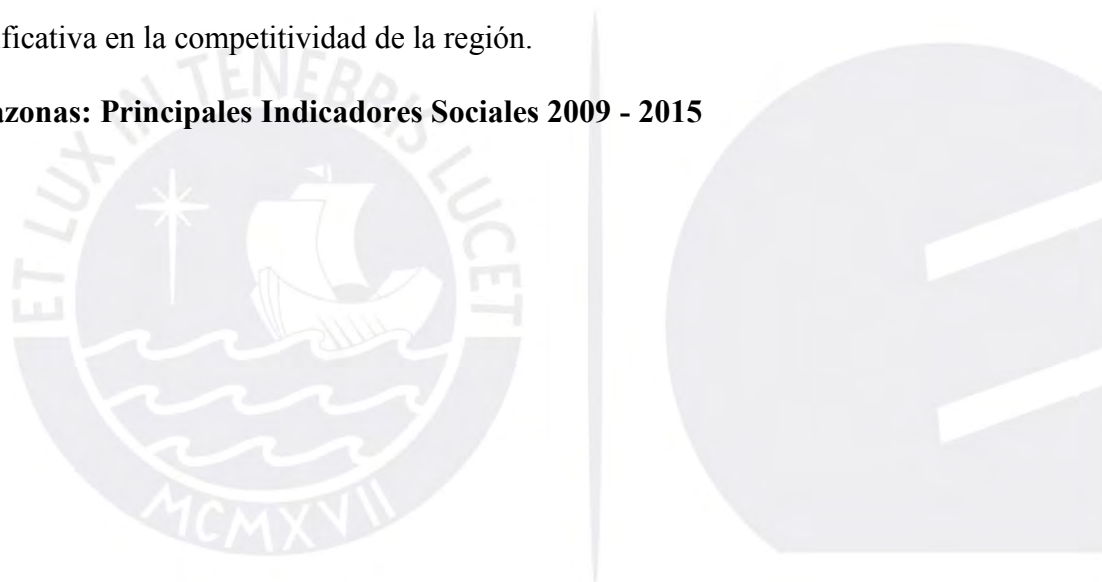 ficativa en la competitividad de la región.
azonas: Principales Indicadores Sociales 2009 - 2015
ET LUX IN TENEBRIS LUCET
MCMXVII